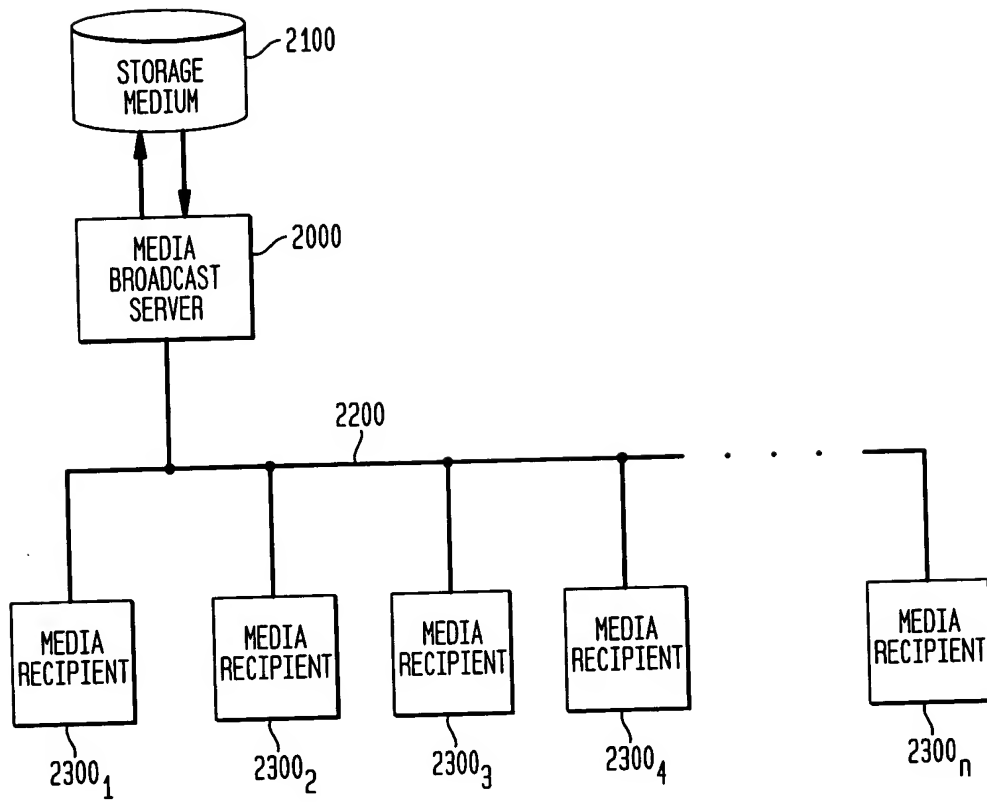 2100
STORAGE
MEDIUM
2000
MEDIA
BROADCAST
SERVER
2200
. . . .
MEDIA
RECIPIENT
MEDIA
RECIPIENT
MEDIA
RECIPIENT
MEDIA
RECIPIENT
MEDIA
RECIPIENT
2300₁
2300₂
2300₃
2300₄
2300ₙ